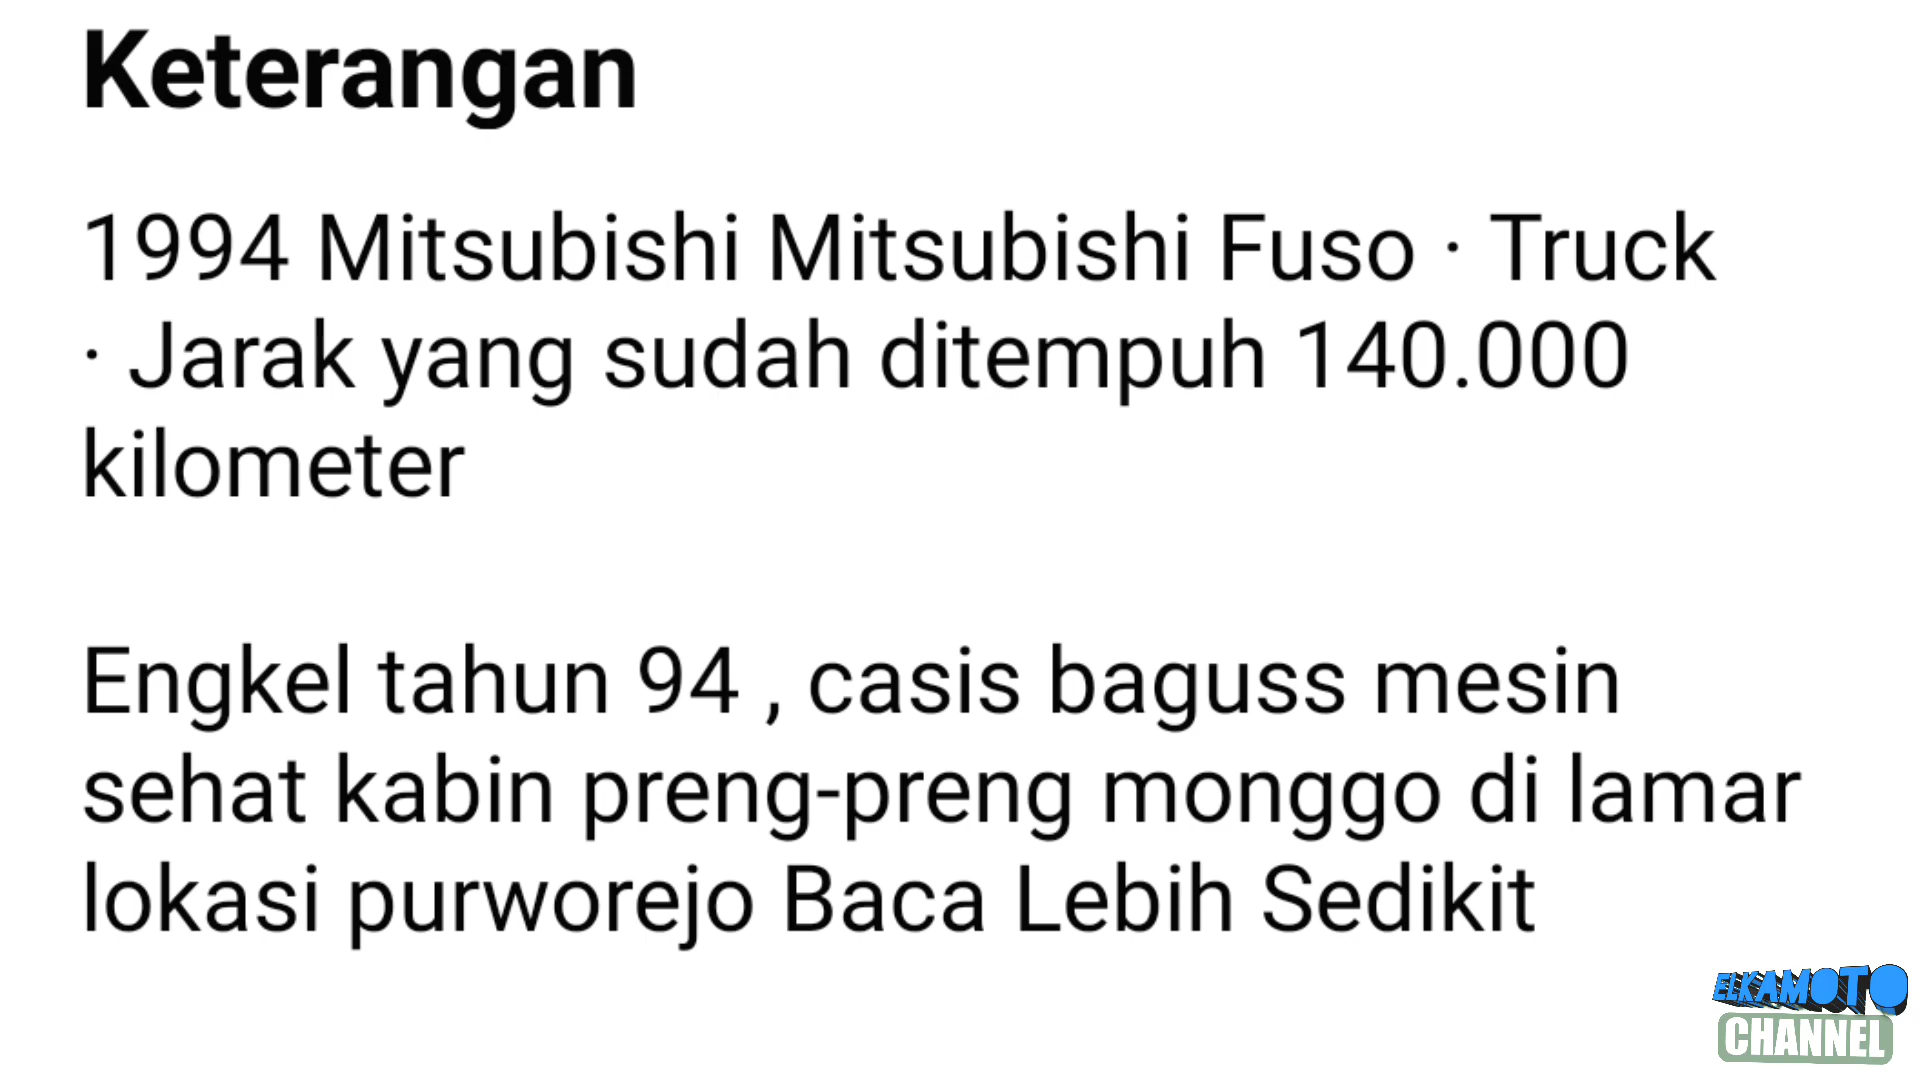 Keterangan
1994 Mitsubishi Mitsubishi Fuso · Truck
· Jarak yang sudah ditempuh 140.000
kilometer
Engkel tahun 94 , casis baguss mesin
sehat kabin preng-preng monggo di lamar
lokasi purworejo Baca Lebih Sedikit
ELKAMOTO
CHANNEL